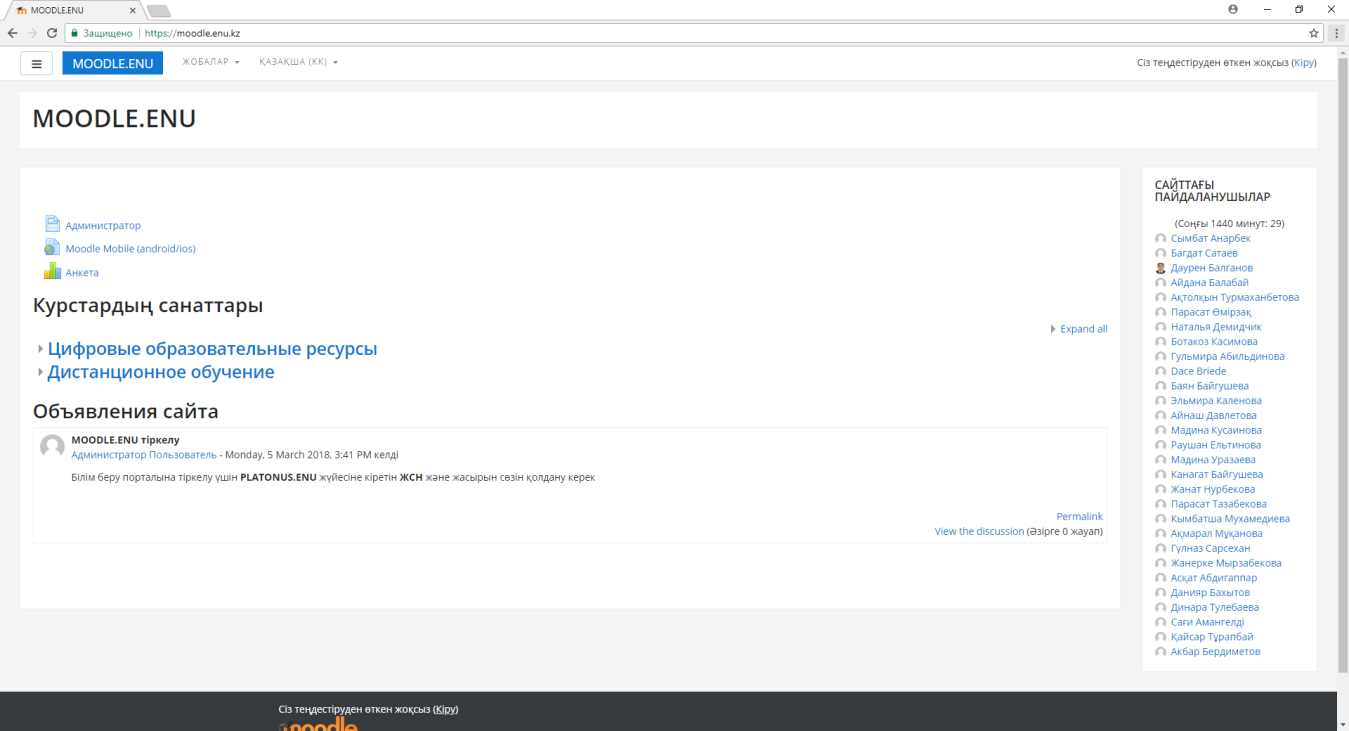 MOODLE.ENU
Защищено
https://moodle.enu.kz
MOODLE.ENU
ЖОБАЛАР
ҚАЗАҚША (KK)
Сіз теңдестіруден өткен жоқсыз (Кіру)
MOODLE.ENU
Администратор
Moodle Mobile (android/ios)
Анкета
Курстардың санаттары
Expand all
Цифровые образовательные ресурсы
Дистанционное обучение
Объявления сайта
MOODLE.ENU тіркелу
Администратор Пользователь - Monday, 5 March 2018, 3:41 PM келді
Білім беру порталына тіркелу үшін PLATONUS.ENU жүйесіне кіретін ЖСН және жасырын сөзін қолдану керек
Permalink
View the discussion (Әзірге 0 жауап)
САЙТТАҒЫ
ПАЙДАЛАНУШЫЛАР
(Соңғы 1440 минут: 29)
Сымбат Анарбек
Багдат Сатаев
Даурен Балганов
Айдана Балабай
Ақтолқын Турмаханбетова
Парасат Өмірзақ
Наталья Демидчик
Ботакоз Касимова
Гульмира Абильдинова
Dace Briede
Баян Байгушева
Эльмира Каленова
Айнаш Давлетова
Мадина Кусаинова
Раушан Ельтинова
Мадина Уразаева
Канагат Байгушева
Жанат Нурбекова
Парасат Тазабекова
Кымбатша Мухамедиева
Ақмарал Мұқанова
Гүлназ Сарсехан
Жанерке Мырзабекова
Асқат Абдигаппар
Данияр Бахытов
Динара Тулебаева
Саги Амангелді
Қайсар Тұрапбай
Акбар Бердиметов
Сіз теңдестіруден өткен жоқсыз (Кіру)
moodle